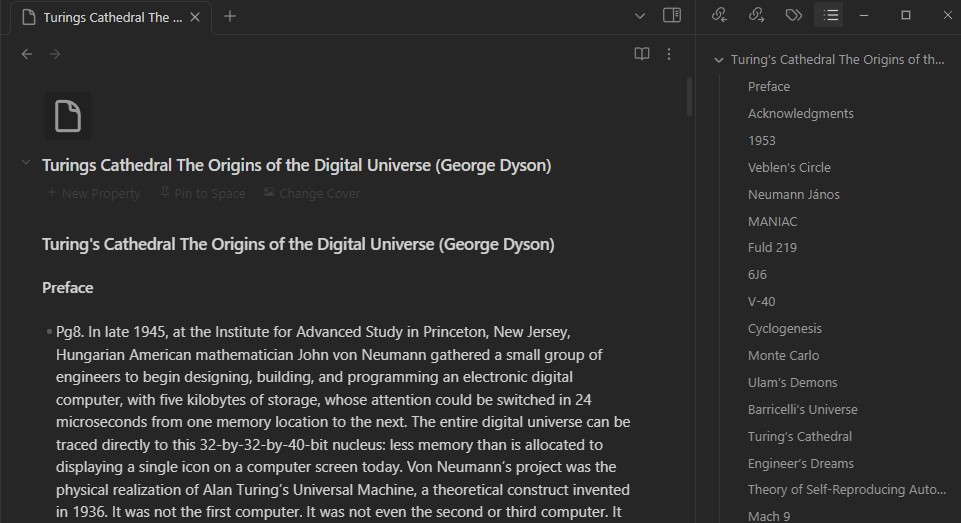 Turings Cathedral The ...
Turings Cathedral The Origins of the Digital Universe (George Dyson)
New Property Pin to Space Change Cover
Turing's Cathedral The Origins of the Digital Universe (George Dyson)
Preface
Pg8. In late 1945, at the Institute for Advanced Study in Princeton, New Jersey,
Hungarian American mathematician John von Neumann gathered a small group of
engineers to begin designing, building, and programming an electronic digital
computer, with five kilobytes of storage, whose attention could be switched in 24
microseconds from one memory location to the next. The entire digital universe can be
traced directly to this 32-by-32-by-40-bit nucleus: less memory than is allocated to
displaying a single icon on a computer screen today. Von Neumann’s project was the
physical realization of Alan Turing’s Universal Machine, a theoretical construct invented
in 1936. It was not the first computer. It was not even the second or third computer. It
Turing's Cathedral The Origins of th...
Preface
Acknowledgments
1953
Veblen's Circle
Neumann János
MANIAC
Fuld 219
6J6
V-40
Cyclogenesis
Monte Carlo
Ulam's Demons
Barricelli's Universe
Turing's Cathedral
Engineer's Dreams
Theory of Self-Reproducing Auto...
Mach 9